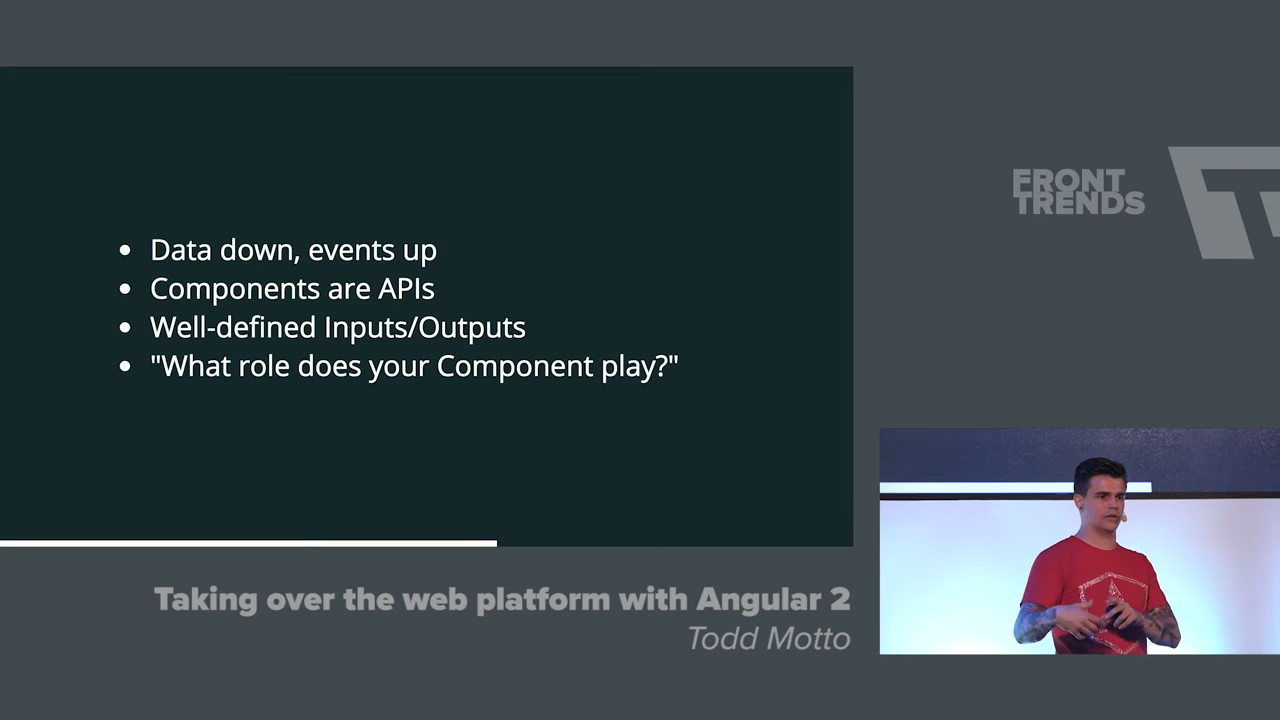 • Data down, events up
• Components are APIs
• Well-defined Inputs/Outputs
• "What role does your Component play?"
FRONT
TRENDS
Taking over the web platform with Angular 2
Todd Motto